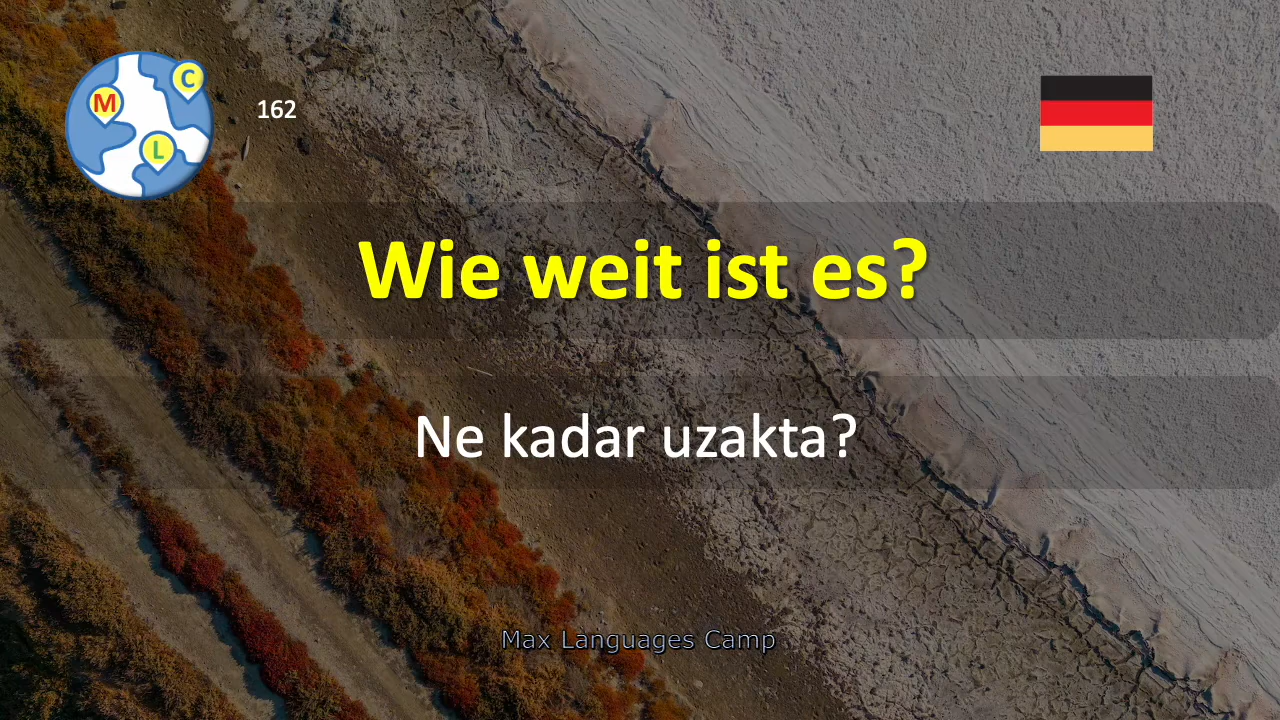 C
M
162
L
Wie weit ist es?
Ne kadar uzakta?
Max Languages Camp